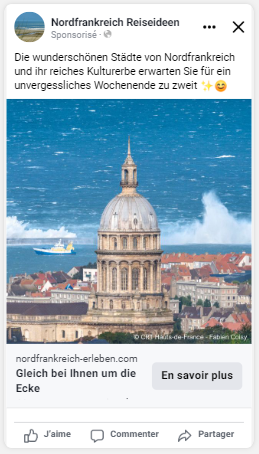 Nordfrankreich Reiseideen
Sponsorisé ·
Die wunderschönen Städte von Nordfrankreich
und ihr reiches Kulturerbe erwarten Sie für ein
unvergessliches Wochenende zu zweit ✨😊
© CRT Hauts-de-France - Fabien Coisy
nordfrankreich-erleben.com
Gleich bei Ihnen um die
Ecke
En savoir plus
J'aime
Commenter
Partager